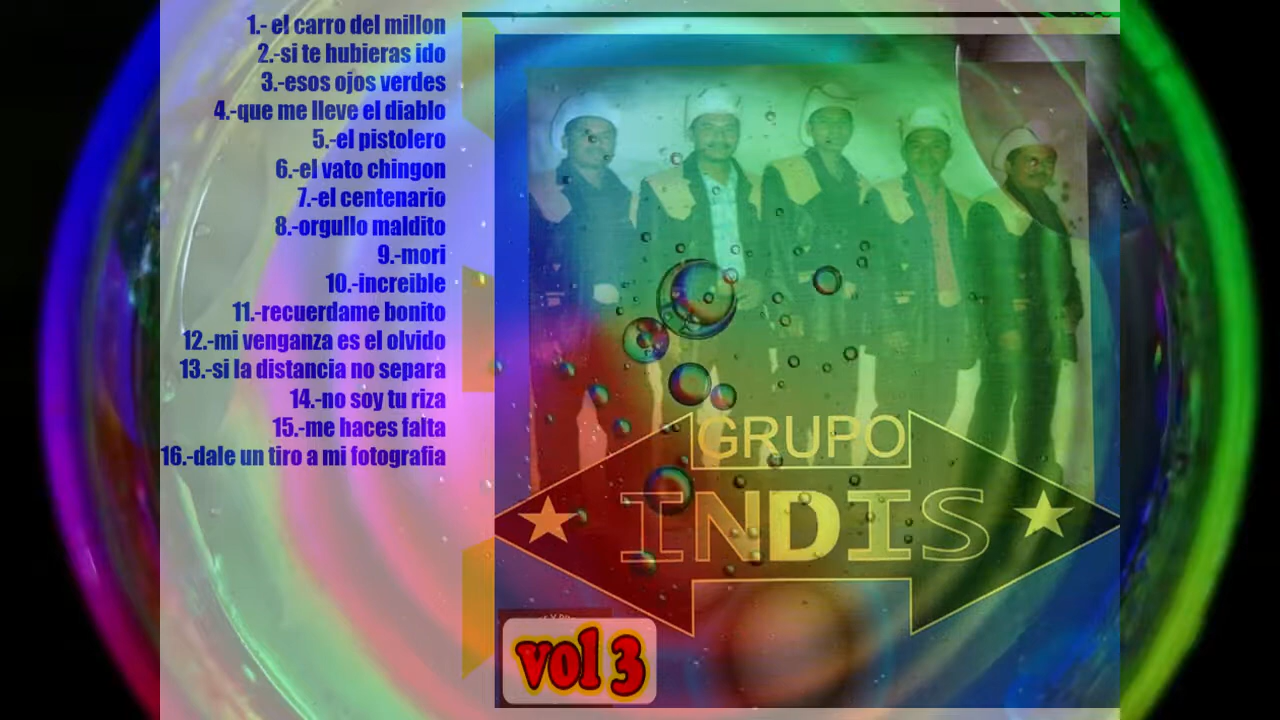 1.- el carro del millon
2.-si te hubieras ido
3.-esos ojos verdes
4.-que me lleve el diablo
5.-el pistolero
6.-el vato chingon
7.-el centenario
8.-orgullo maldito
9.-mori
10.-increible
11.-recuerdame bonito
12.-mi venganza es el olvido
13.-si la distancia no separa
14.-no soy tu riza
15.-me haces falta
16.-dale un tiro a mi fotografia
GRUPO
INDIS
vol 3